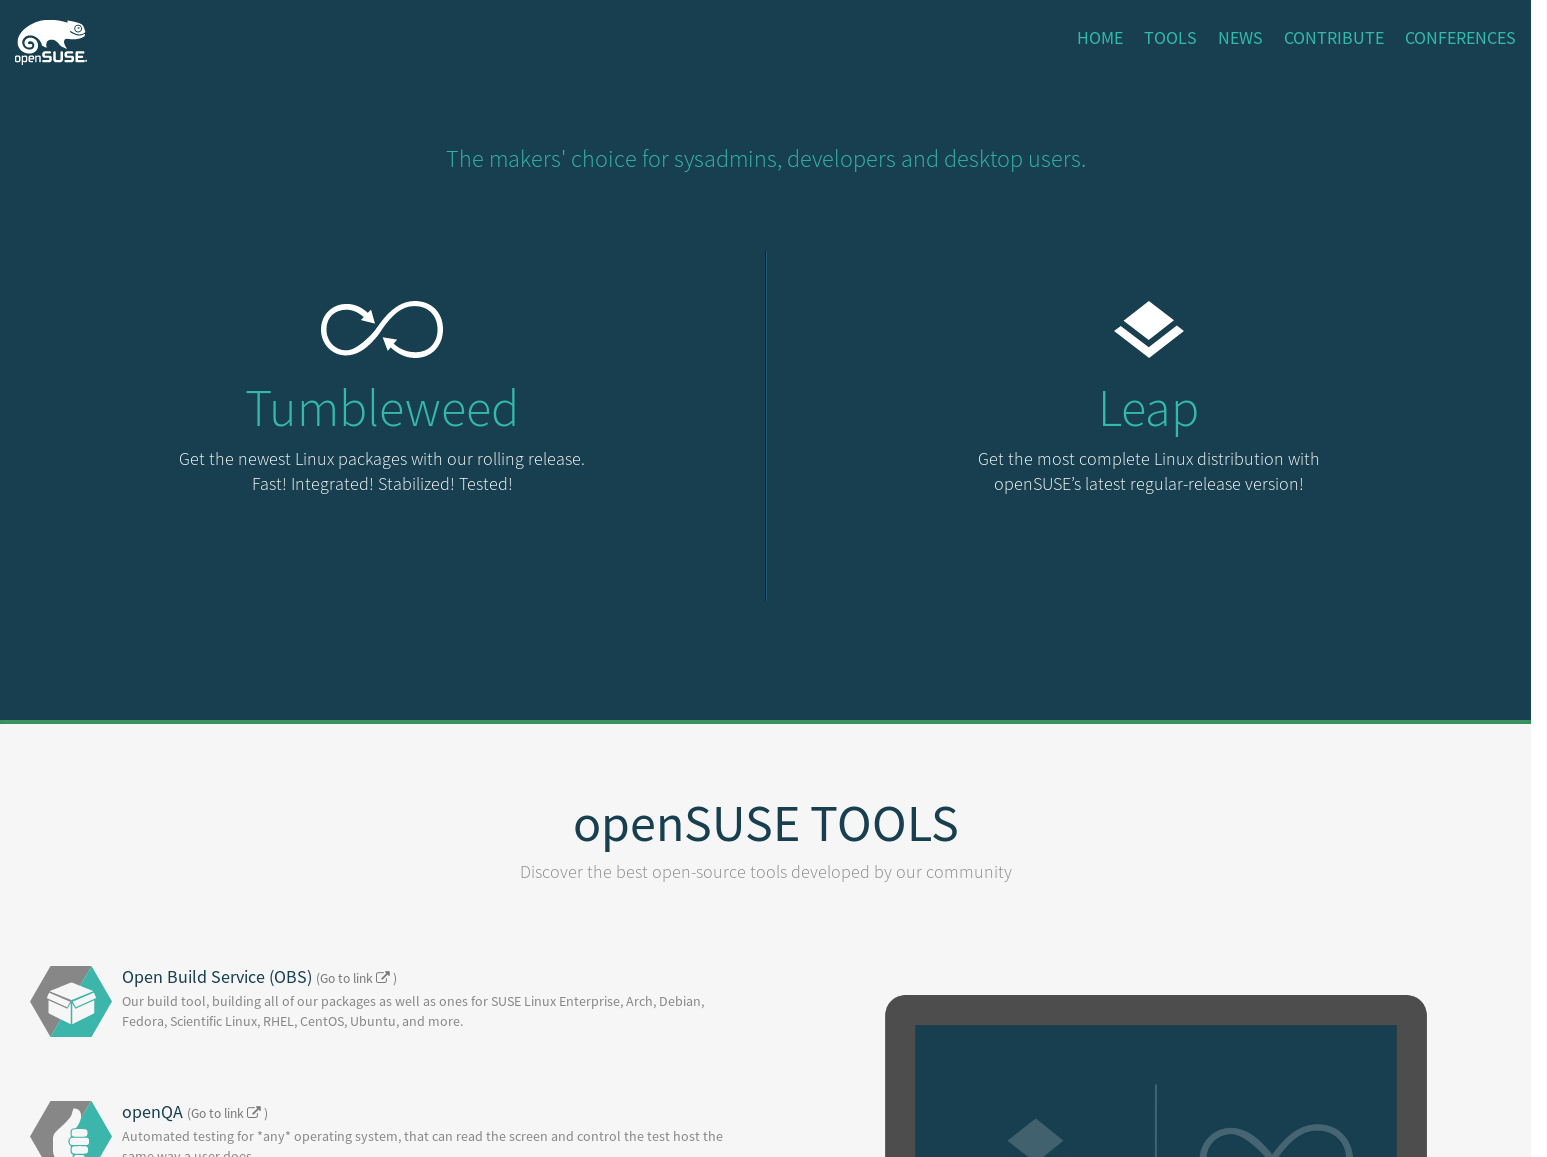 openSUSE.
HOME TOOLS NEWS CONTRIBUTE CONFERENCES
The makers' choice for sysadmins, developers and desktop users.
Tumbleweed
Get the newest Linux packages with our rolling release.
Fast! Integrated! Stabilized! Tested!
Leap
Get the most complete Linux distribution with
openSUSE’s latest regular-release version!
openSUSE TOOLS
Discover the best open-source tools developed by our community
Open Build Service (OBS) (Go to link )
Our build tool, building all of our packages as well as ones for SUSE Linux Enterprise, Arch, Debian,
Fedora, Scientific Linux, RHEL, CentOS, Ubuntu, and more.
openQA (Go to link )
Automated testing for *any* operating system, that can read the screen and control the test host the
same way a user does.